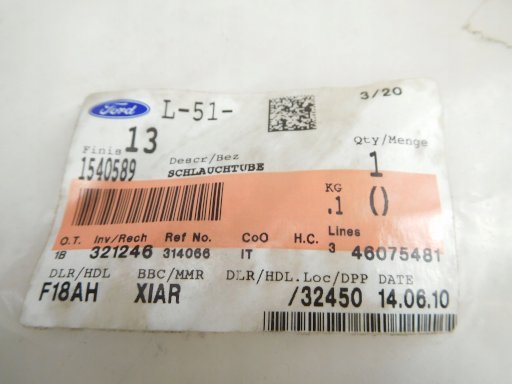 Ford L-51- 3/20
Finis 13 Qty/Menge
1540589 Descr/Bez 1
SCHLAUCHTUBE
KG
.1 ()
O.T. Inv/Rech Ref No. CoO H.C. Lines
1B 321246 314066 IT 3 46075481
DLR/HDL BBC/MMR DLR/HDL.Loc/DPP DATE
F18AH XIAR /32450 14.06.10